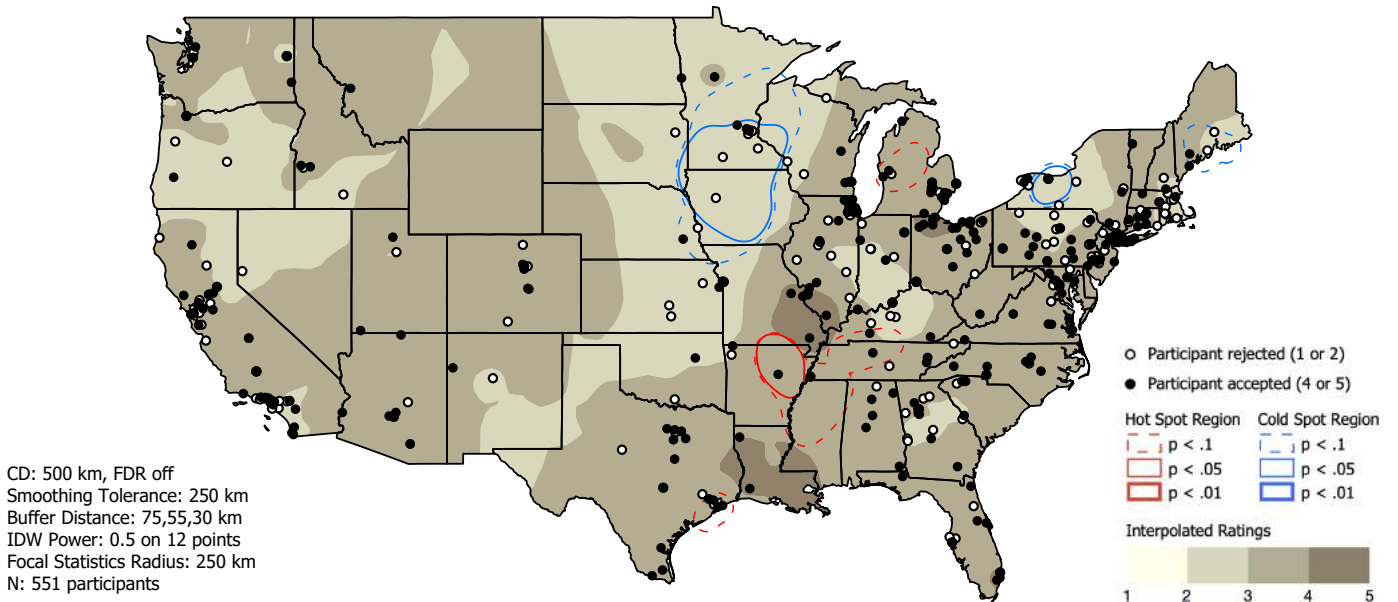 Participant rejected (1 or 2)
Participant accepted (4 or 5)
Hot Spot Region
p < .1
p < .05
p < .01
Cold Spot Region
p < .1
p < .05
p < .01
Interpolated Ratings
1 2 3 4 5
CD: 500 km, FDR off
Smoothing Tolerance: 250 km
Buffer Distance: 75,55,30 km
IDW Power: 0.5 on 12 points
Focal Statistics Radius: 250 km
N: 551 participants